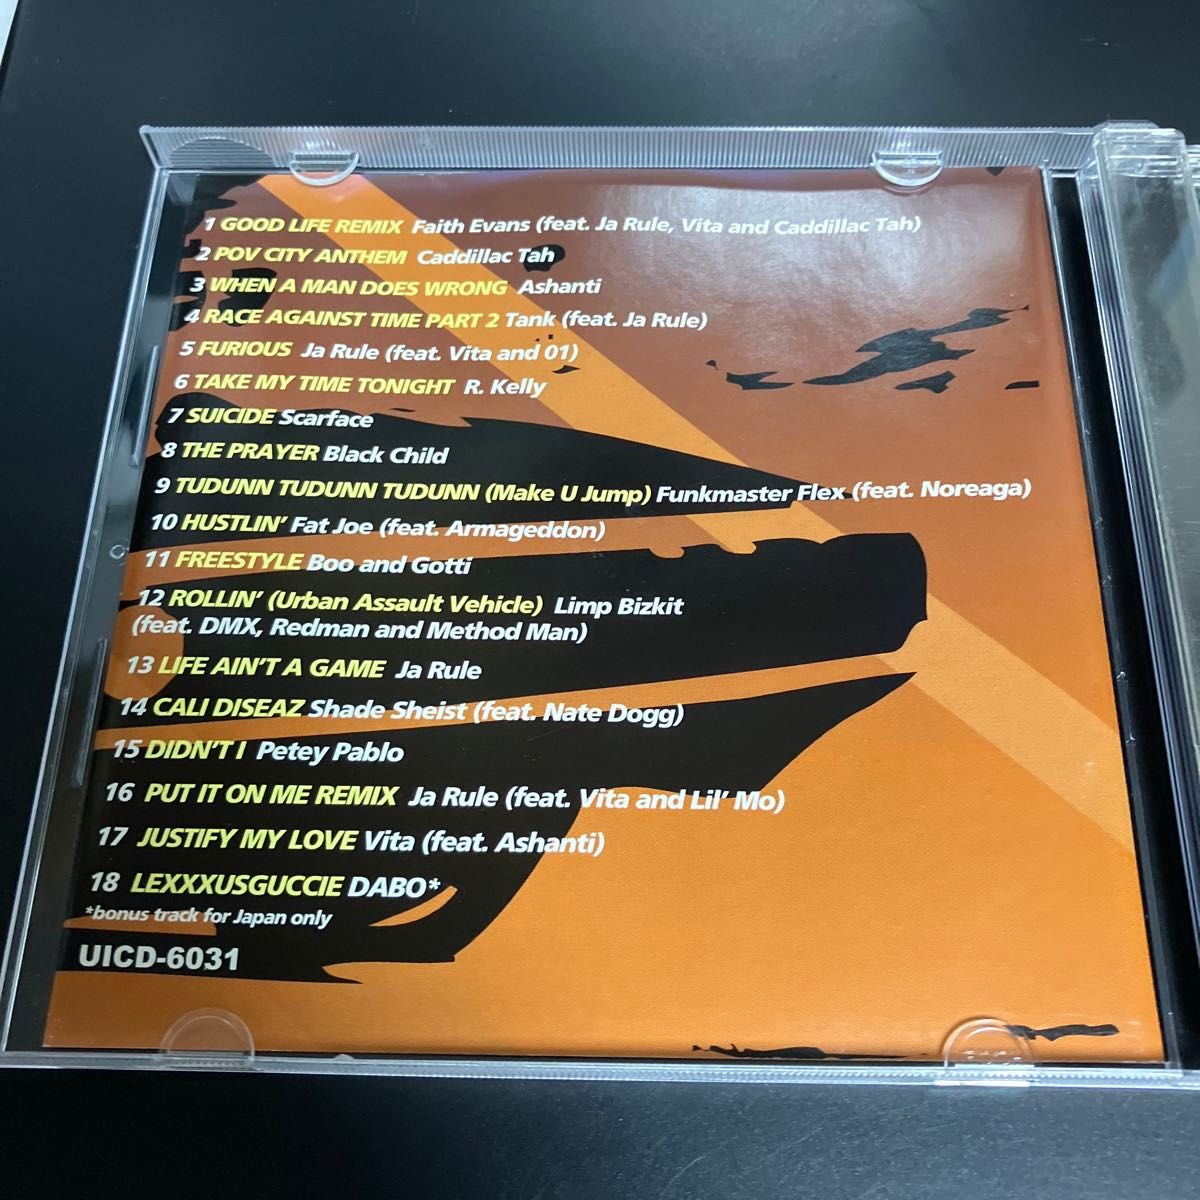 1 GOOD LIFE REMIX Faith Evans (feat. Ja Rule, Vita and Caddillac Tah)
2 POV CITY ANTHEM Caddillac Tah
3 WHEN A MAN DOES WRONG Ashanti
4 RACE AGAINST TIME PART 2 Tank (feat. Ja Rule)
5 FURIOUS Ja Rule (feat. Vita and 01)
6 TAKE MY TIME TONIGHT R. Kelly
7 SUICIDE Scarface
8 THE PRAYER Black Child
9 TUDUNN TUDUNN TUDUNN (Make U Jump) Funkmaster Flex (feat. Noreaga)
10 HUSTLIN' Fat Joe (feat. Armageddon)
11 FREESTYLE Boo and Gotti
12 ROLLIN' (Urban Assault Vehicle) Limp Bizkit
(feat. DMX, Redman and Method Man)
13 LIFE AIN'T A GAME Ja Rule
14 CALI DISEAZ Shade Sheist (feat. Nate Dogg)
15 DIDN'T I Petey Pablo
16 PUT IT ON ME REMIX Ja Rule (feat. Vita and Lil' Mo)
17 JUSTIFY MY LOVE Vita (feat. Ashanti)
18 LEXXXUSGUCCIE DABO*
*bonus track for Japan only
UICD-6031